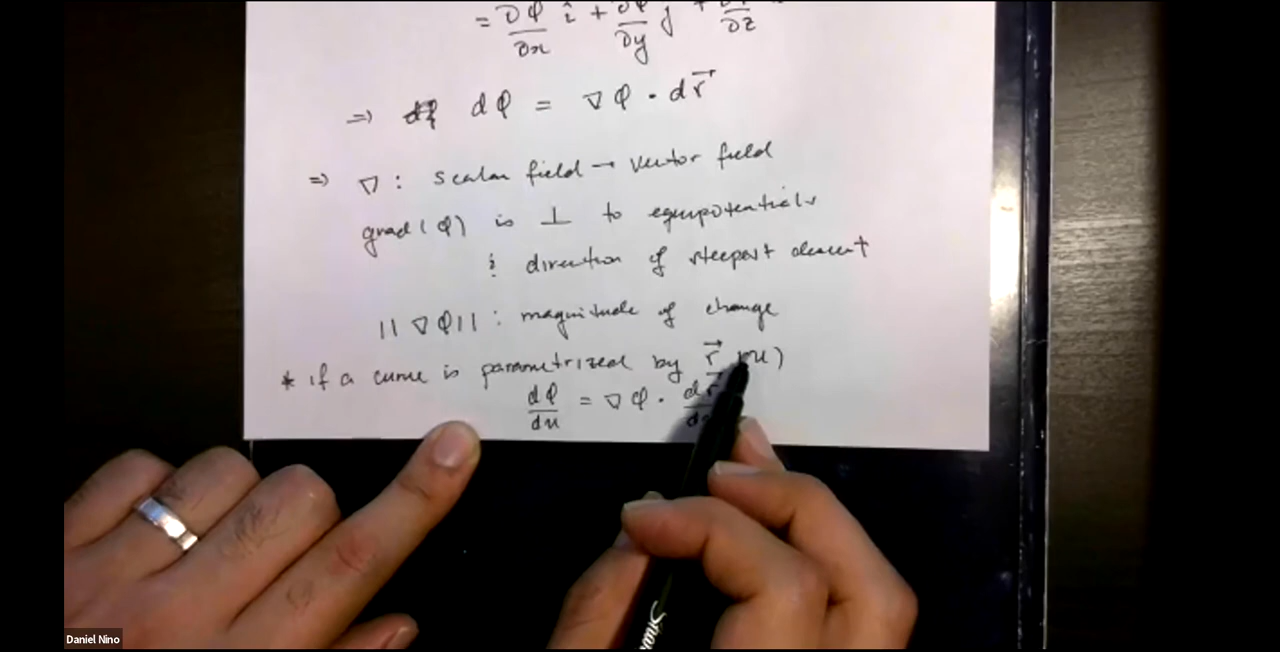 = ∂φ/∂x î + ∂φ/∂y j + ∂z
⇒ dφ = ∇φ · dr⃗
⇒ ∇ : scalar field → vector field
grad(φ) is ⊥ to equipotentials
& direction of steepest descent
||∇φ|| : magnitude of change
* if a curve is parametrized by r⃗(u)
dφ/du = ∇φ · dr⃗/du
Daniel Nino